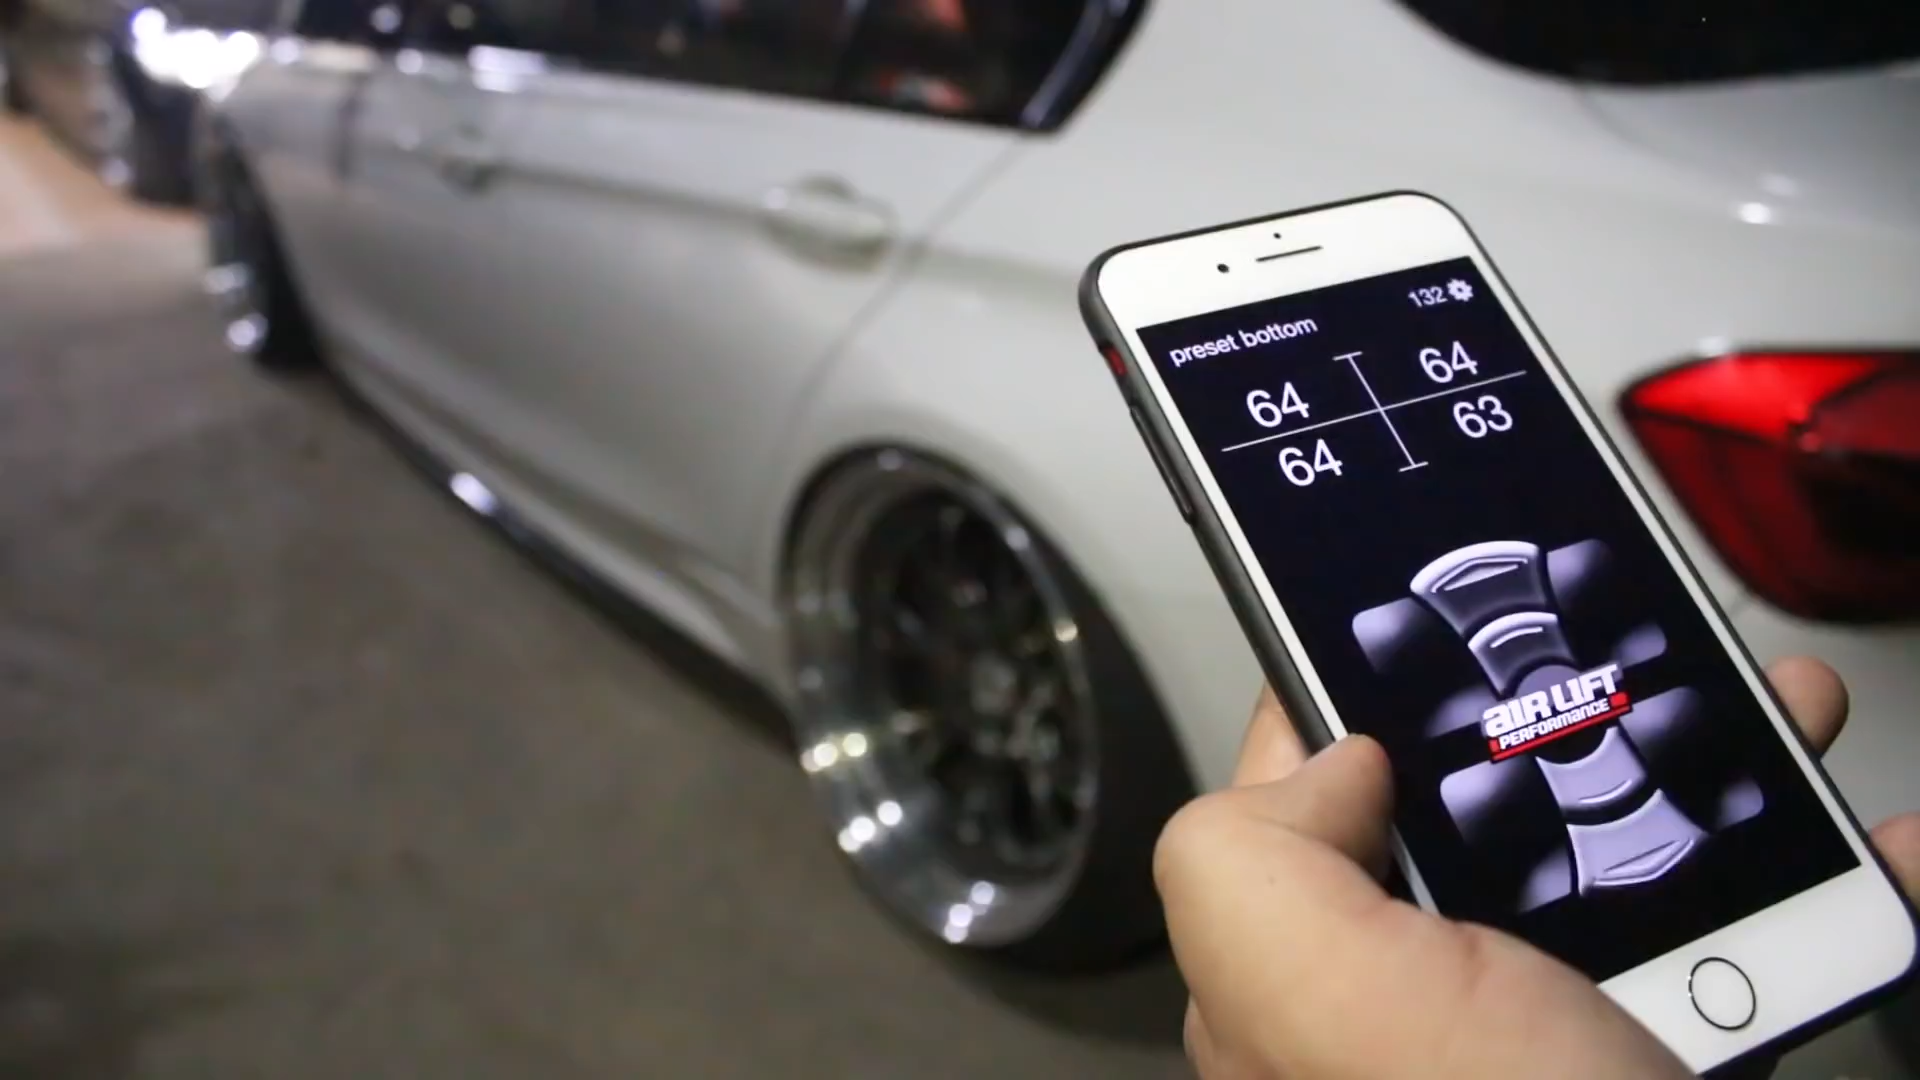 132
preset bottom
64 64
64 63
AIR LIFT
PERFORMANCE